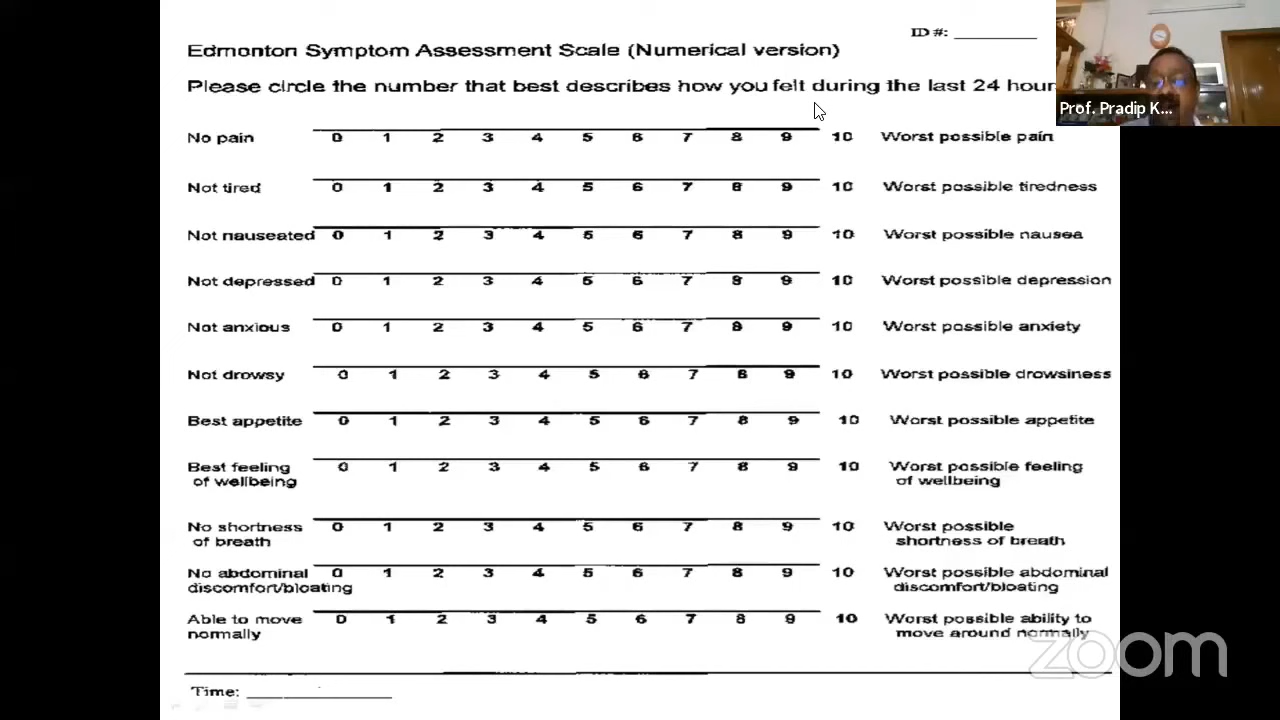 ID #:
Edmonton Symptom Assessment Scale (Numerical version)
Please circle the number that best describes how you felt during the last 24 hour
Prof. Pradip K...
No pain 0 1 2 3 4 5 6 7 8 9 10 Worst possible pain
Not tired 0 1 2 3 4 5 6 7 8 9 10 Worst possible tiredness
Not nauseated 0 1 2 3 4 5 6 7 8 9 10 Worst possible nausea
Not depressed 0 1 2 3 4 5 6 7 8 9 10 Worst possible depression
Not anxious 0 1 2 3 4 5 6 7 8 9 10 Worst possible anxiety
Not drowsy 0 1 2 3 4 5 6 7 8 9 10 Worst possible drowsiness
Best appetite 0 1 2 3 4 5 6 7 8 9 10 Worst possible appetite
Best feeling 0 1 2 3 4 5 6 7 8 9 10 Worst possible feeling
of wellbeing of wellbeing
No shortness 0 1 2 3 4 5 6 7 8 9 10 Worst possible
of breath shortness of breath
No abdominal 0 1 2 3 4 5 6 7 8 9 10 Worst possible abdominal
discomfort/bloating discomfort/bloating
Able to move 0 1 2 3 4 5 6 7 8 9 10 Worst possible ability to
normally move around normally
zoom
Time: